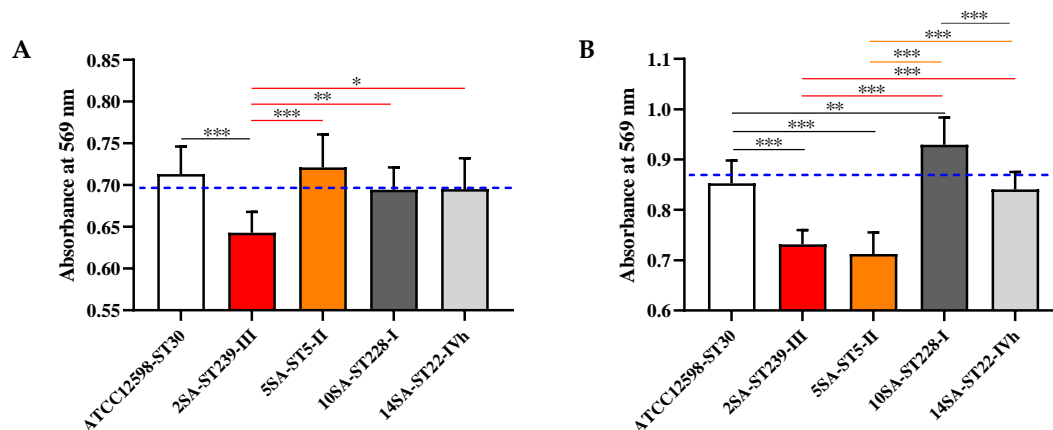 A
Absorbance at 569 nm
0.85
0.80
0.75
0.70
0.65
0.60
0.55
*
**
***
***
ATCC12598-ST30
2SA-ST239-III
5SA-ST5-II
10SA-ST228-I
14SA-ST22-IVh
B
Absorbance at 569 nm
1.1
1.0
0.9
0.8
0.7
0.6
***
***
***
***
***
**
***
***
ATCC12598-ST30
2SA-ST239-III
5SA-ST5-II
10SA-ST228-I
14SA-ST22-IVh